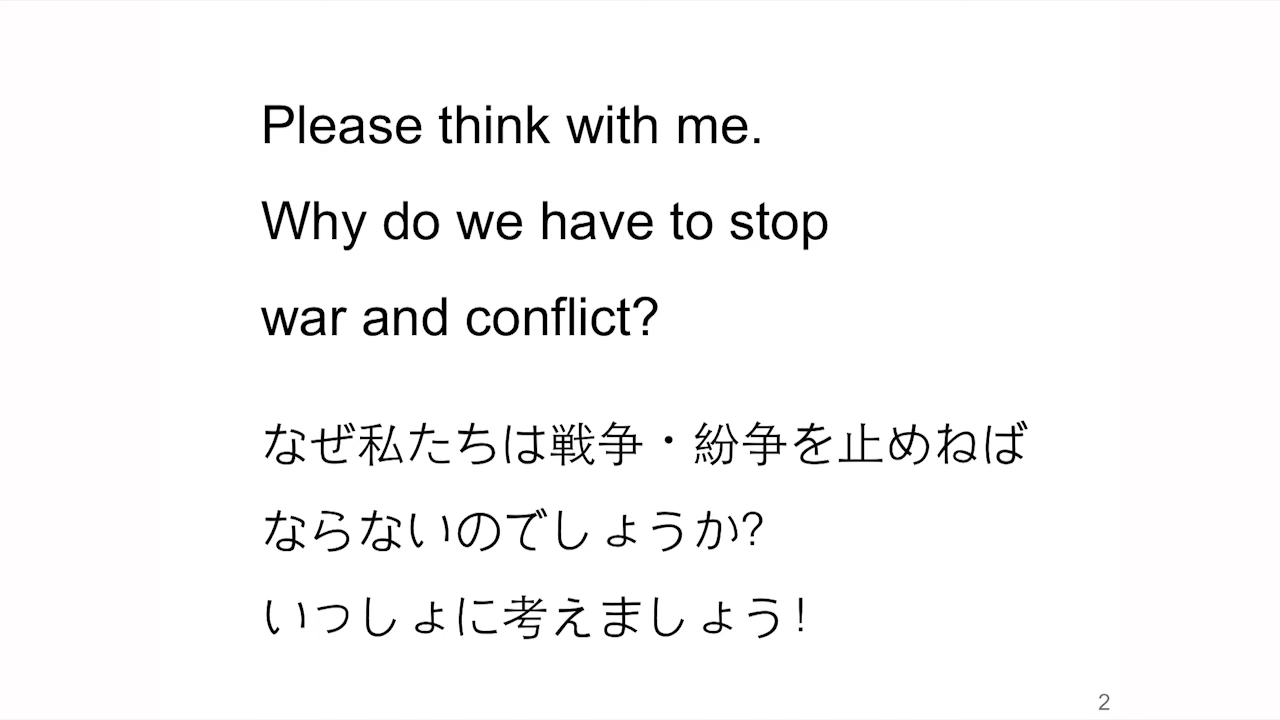 Please think with me.
Why do we have to stop
war and conflict?
なぜ私たちは戦争・紛争を止めねば
ならないのでしょうか?
いっしょに考えましょう!
2